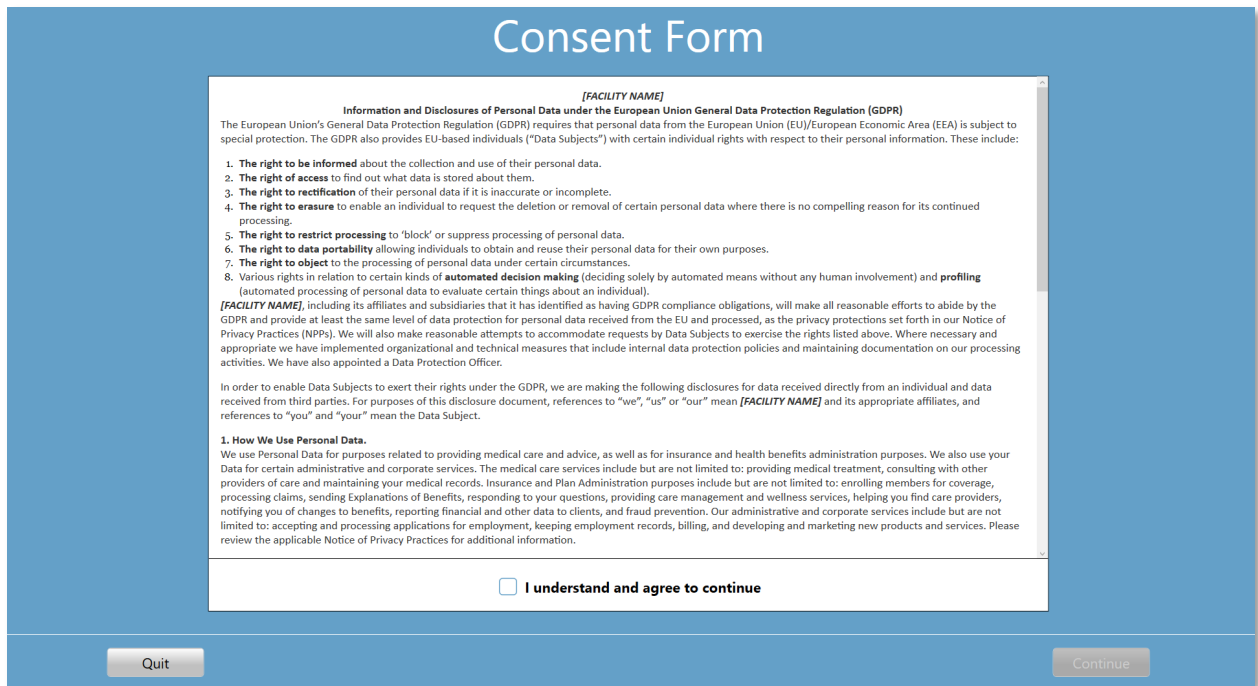 Consent Form
[FACILITY NAME]
Information and Disclosures of Personal Data under the European Union General Data Protection Regulation (GDPR)
The European Union's General Data Protection Regulation (GDPR) requires that personal data from the European Union (EU)/European Economic Area (EEA) is subject to
special protection. The GDPR also provides EU-based individuals (“Data Subjects”) with certain individual rights with respect to their personal information. These include:
1. The right to be informed about the collection and use of their personal data.
2. The right of access to find out what data is stored about them.
3. The right to rectification of their personal data if it is inaccurate or incomplete.
4. The right to erasure to enable an individual to request the deletion or removal of certain personal data where there is no compelling reason for its continued
processing.
5. The right to restrict processing to ‘block’ or suppress processing of personal data.
6. The right to data portability allowing individuals to obtain and reuse their personal data for their own purposes.
7. The right to object to the processing of personal data under certain circumstances.
8. Various rights in relation to certain kinds of automated decision making (deciding solely by automated means without any human involvement) and profiling
(automated processing of personal data to evaluate certain things about an individual).
[FACILITY NAME], including its affiliates and subsidiaries that it has identified as having GDPR compliance obligations, will make all reasonable efforts to abide by the
GDPR and provide at least the same level of data protection for personal data received from the EU and processed, as the privacy protections set forth in our Notice of
Privacy Practices (NPPs). We will also make reasonable attempts to accommodate requests by Data Subjects to exercise the rights listed above. Where necessary and
appropriate we have implemented organizational and technical measures that include internal data protection policies and maintaining documentation on our processing
activities. We have also appointed a Data Protection Officer.
In order to enable Data Subjects to exert their rights under the GDPR, we are making the following disclosures for data received directly from an individual and data
received from third parties. For purposes of this disclosure document, references to “we”, “us” or “our” mean [FACILITY NAME] and its appropriate affiliates, and
references to “you” and “your” mean the Data Subject.
1. How We Use Personal Data.
We use Personal Data for purposes related to providing medical care and advice, as well as for insurance and health benefits administration purposes. We also use your
Data for certain administrative and corporate services. The medical care services include but are not limited to: providing medical treatment, consulting with other
providers of care and maintaining your medical records. Insurance and Plan Administration purposes include but are not limited to: enrolling members for coverage,
processing claims, sending Explanations of Benefits, responding to your questions, providing care management and wellness services, helping you find care providers,
notifying you of changes to benefits, reporting financial and other data to clients, and fraud prevention. Our administrative and corporate services include but are not
limited to: accepting and processing applications for employment, keeping employment records, billing, and developing and marketing new products and services. Please
review the applicable Notice of Privacy Practices for additional information.
I understand and agree to continue
Quit
Continue